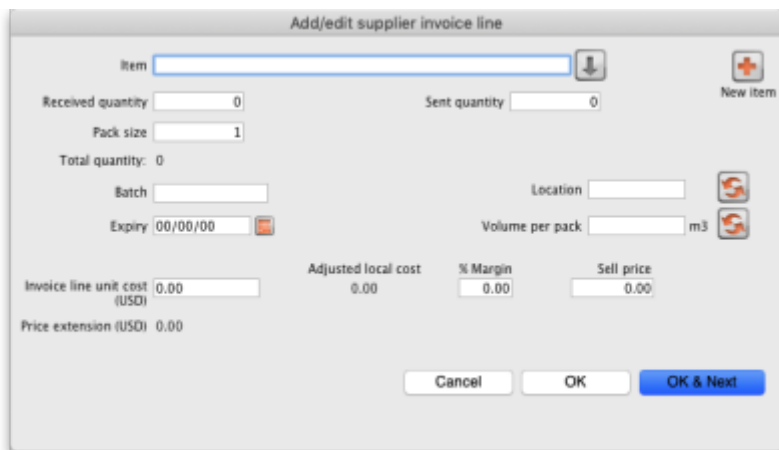 Add/edit supplier invoice line
Item
New item
Received quantity 0 Sent quantity 0
Pack size 1
Total quantity: 0
Batch Location
Expiry 00/00/00 Volume per pack m3
Adjusted local cost % Margin Sell price
Invoice line unit cost (USD) 0.00 0.00 0.00 0.00
Price extension (USD) 0.00
Cancel OK OK & Next